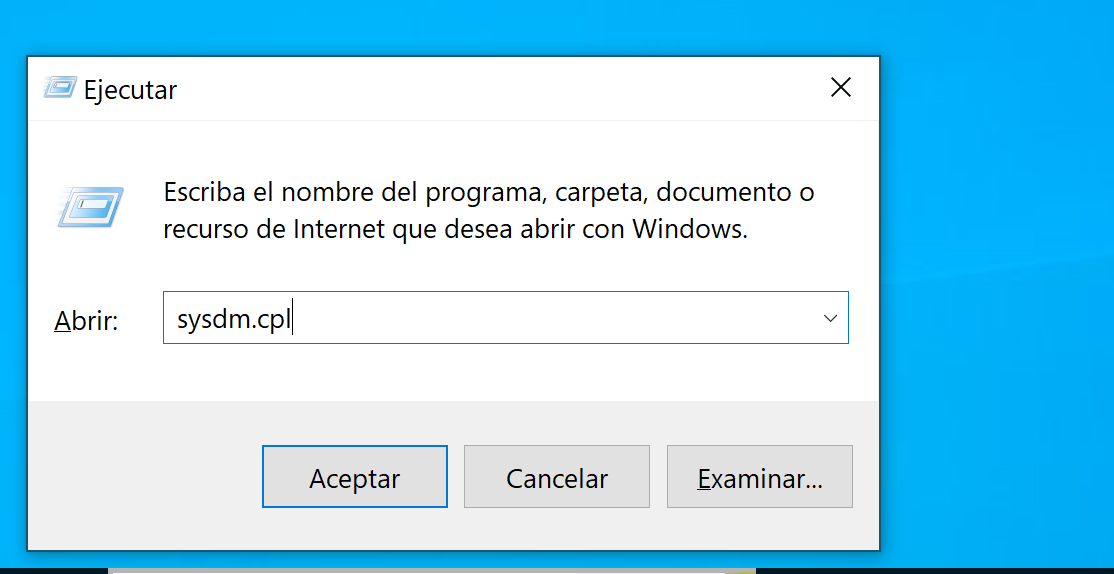 Ejecutar
Escriba el nombre del programa, carpeta, documento o
recurso de Internet que desea abrir con Windows.
Abrir: sysdm.cpl
Aceptar Cancelar Examinar...